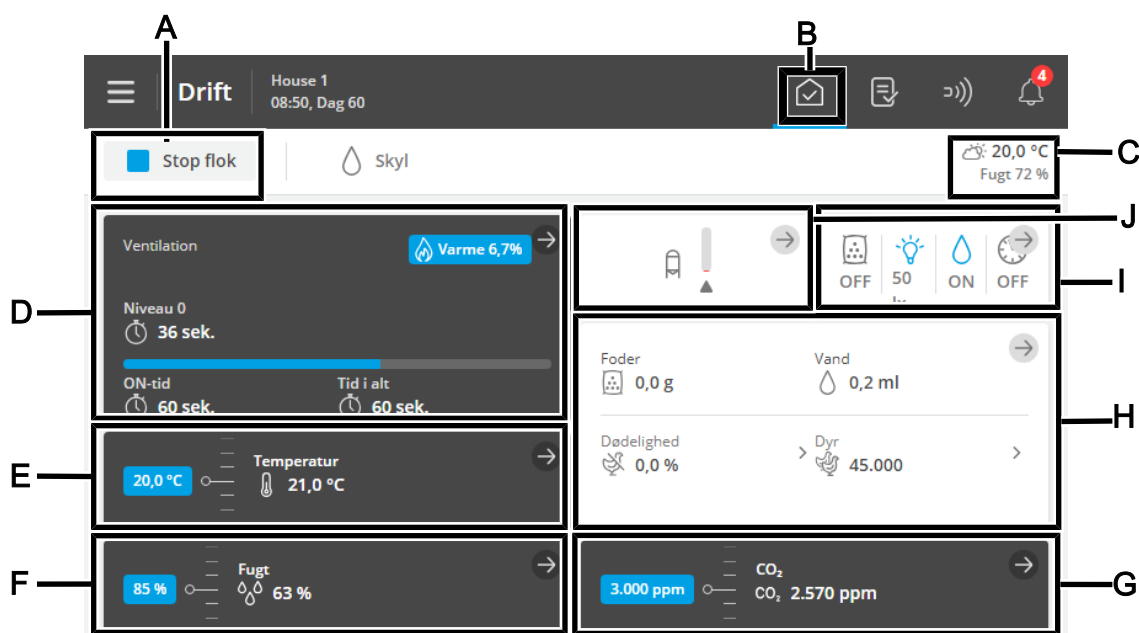 A
B
4
Drift
House 1
08:50, Dag 60
Stop flok
Skyl
20,0 °C
Fugt 72 %
C
J
Ventilation
Varme 6,7%
OFF
50
ON
OFF
I
D
Niveau 0
36 sek.
ON-tid
60 sek.
Tid i alt
60 sek.
Foder
0,0 g
Vand
0,2 ml
H
Dødelighed
0,0 %
Dyr
45.000
E
20,0 °C
Temperatur
21,0 °C
F
85 %
Fugt
63 %
3.000 ppm
CO₂
CO₂ 2.570 ppm
G